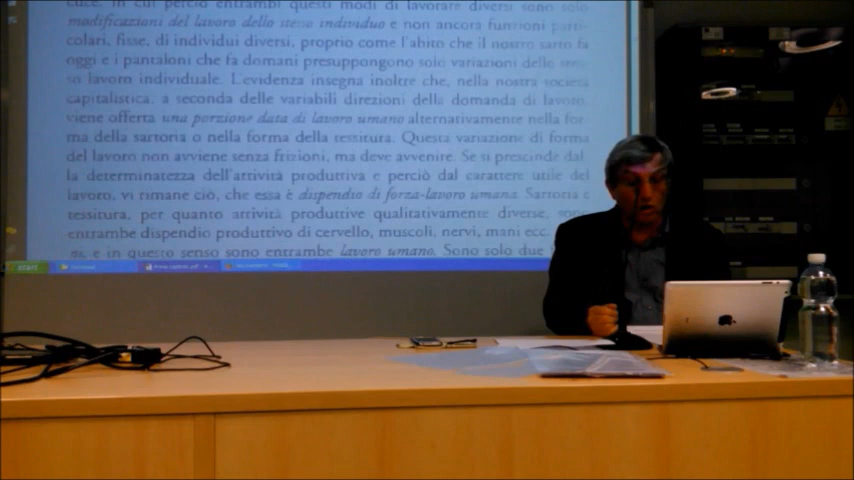 cuce, in cui perciò entrambi questi modi di lavorare diversi sono solo
modificazioni del lavoro dello stesso individuo e non ancora funzioni parti-
colari, fisse, di individui diversi, proprio come l'abito che il nostro sarto fa
oggi e i pantaloni che fa domani presuppongono solo variazioni dello stes-
so lavoro individuale. L'evidenza insegna inoltre che, nella nostra società
capitalistica, a seconda delle variabili direzioni della domanda di lavoro,
viene offerta una porzione data di lavoro umano alternativamente nella for-
ma della sartoria o nella forma della tessitura. Questa variazione di forma
del lavoro non avviene senza frizioni, ma deve avvenire. Se si prescinde dal-
la determinatezza dell'attività produttiva e perciò dal carattere utile del
lavoro, vi rimane ciò, che essa è dispendio di forza-lavoro umana. Sartoria e
tessitura, per quanto attività produttive qualitativamente diverse, sono
entrambe dispendio produttivo di cervello, muscoli, nervi, mani ecc.
ni, e in questo senso sono entrambe lavoro umano. Sono solo due
start